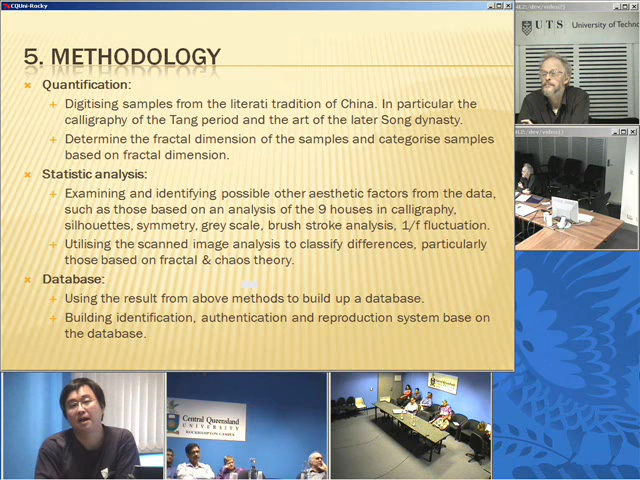 CQUni-Rocky
5. METHODOLOGY
Quantification:
Digitising samples from the literati tradition of China. In particular the
calligraphy of the Tang period and the art of the later Song dynasty.
Determine the fractal dimension of the samples and categorise samples
based on fractal dimension.
Statistic analysis:
Examining and identifying possible other aesthetic factors from the data,
such as those based on an analysis of the 9 houses in calligraphy,
silhouettes, symmetry, grey scale, brush stroke analysis, 1/f fluctuation.
Utilising the scanned image analysis to classify differences, particularly
those based on fractal & chaos theory.
Database:
Using the result from above methods to build up a database.
Building identification, authentication and reproduction system base on
the database.
UTS University of Techno
Central Queensland
UNIVERSITY
ROCKHAMPTON CAMPUS